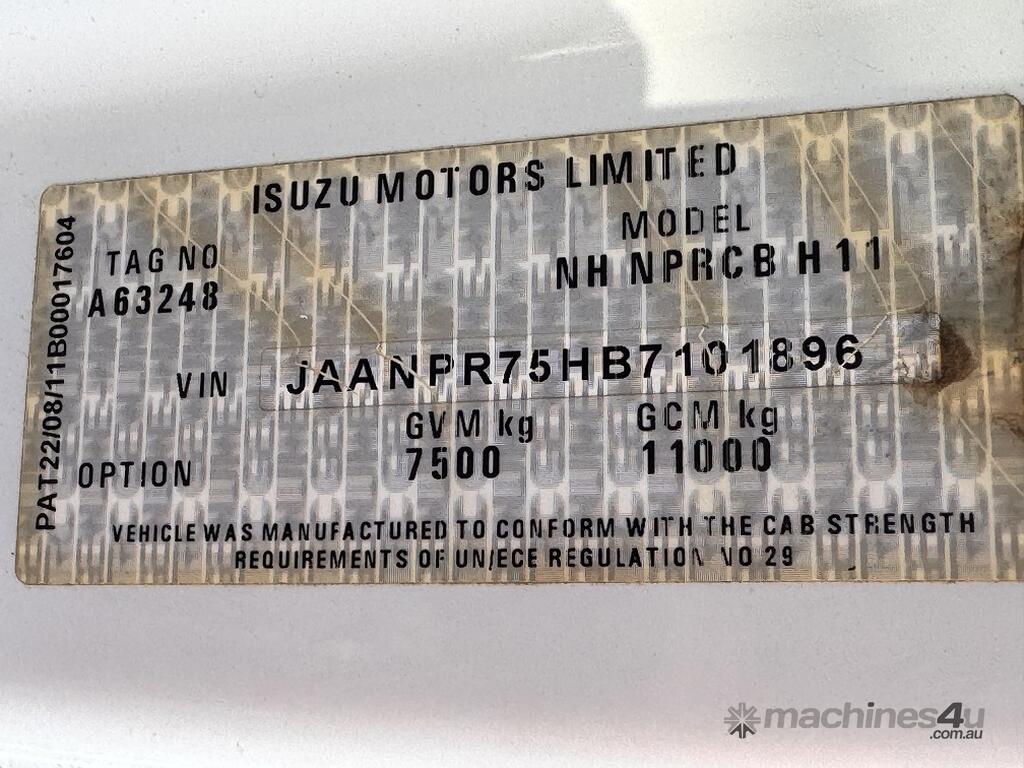 ISUZU MOTORS LIMITED
MODEL
TAG NO
NH NPRCB H11
A63248
VIN JAANPR75HB7101896
GVM kg GCM kg
OPTION 7500 11000
VEHICLE WAS MANUFACTURED TO CONFORM WITH THE CAB STRENGTH
REQUIREMENTS OF UN/ECE REGULATION NO 29
PAT22/08/11B00017604
machines4u
.com.au